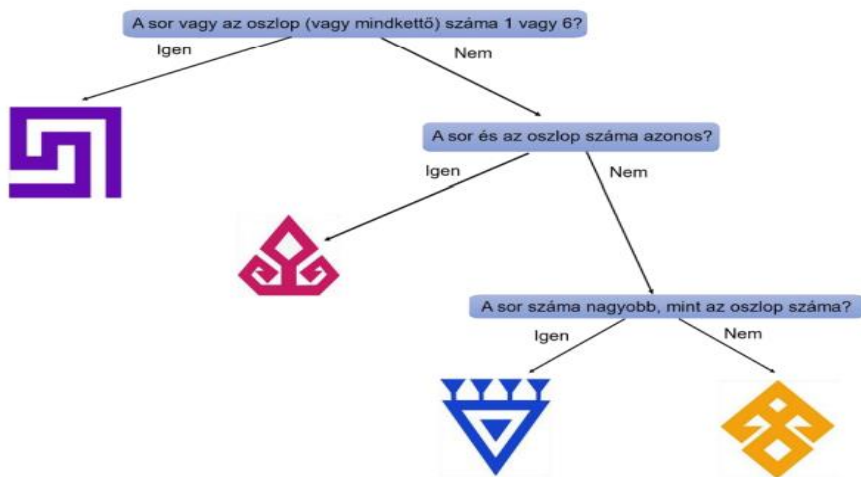 A sor vagy az oszlop (vagy mindkettő) száma 1 vagy 6?
Igen
Nem
A sor és az oszlop száma azonos?
Igen
Nem
A sor száma nagyobb, mint az oszlop száma?
Igen
Nem